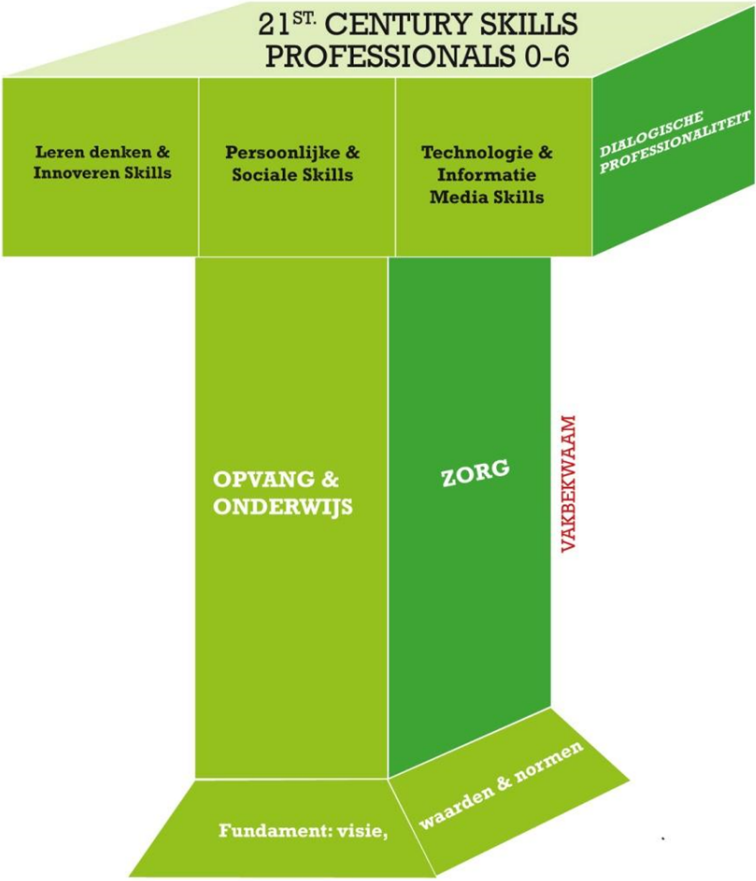 21ST. CENTURY SKILLS
PROFESSIONALS 0-6
Leren denken &
Innoveren Skills
Persoonlijke &
Sociale Skills
Technologie &
Informatie
Media Skills
DIALOGISCHE
PROFESSIONALITEIT
OPVANG &
ONDERWIJS
ZORG
VAKBEKWAAM
Fundament: visie,
waarden & normen